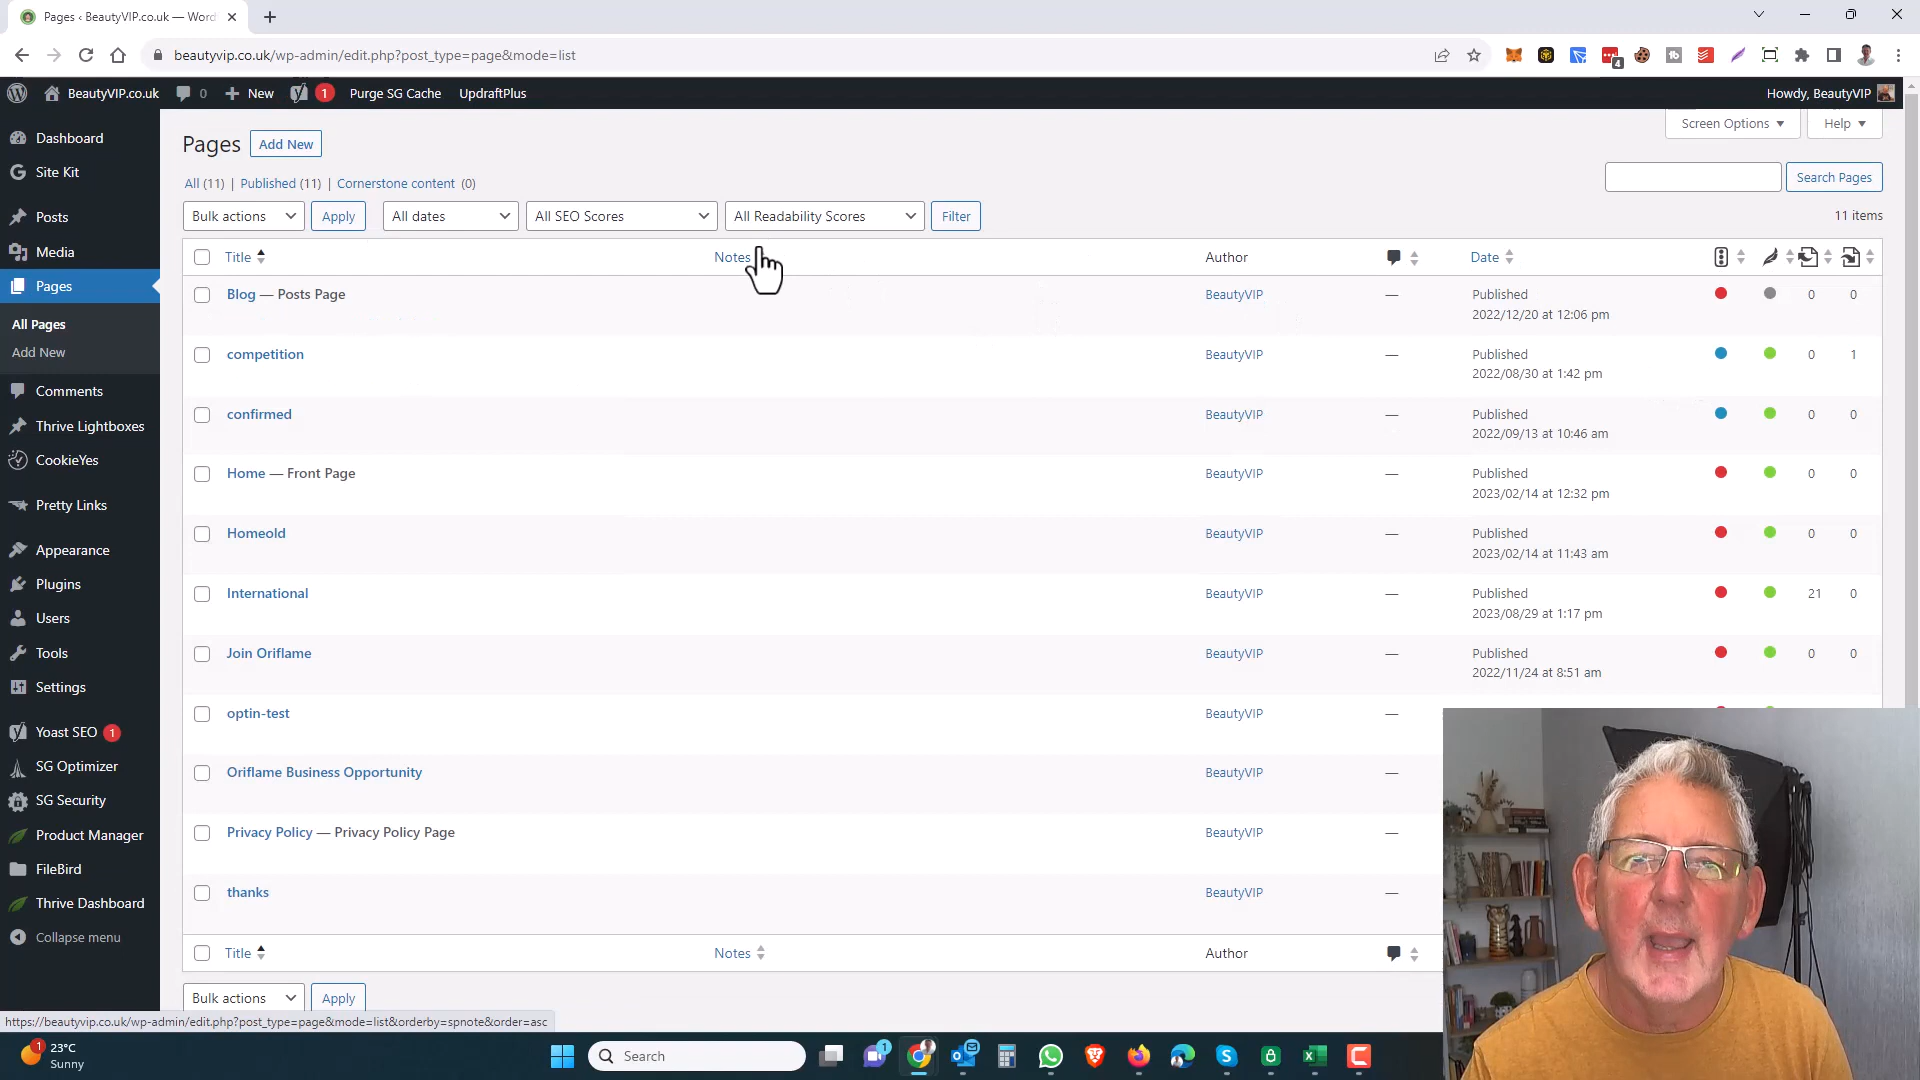 Pages ‹ BeautyVIP.co.uk — Word
beautyvip.co.uk/wp-admin/edit.php?post_type=page&mode=list
4
BeautyVIP.co.uk 0 New 1 Purge SG Cache UpdraftPlus Howdy, BeautyVIP
Screen Options Help
Dashboard
Site Kit
Posts
Media
Pages
All Pages
Add New
Comments
Thrive Lightboxes
CookieYes
Pretty Links
Appearance
Plugins
Users
Tools
Settings
Yoast SEO 1
SG Optimizer
SG Security
Product Manager
FileBird
Thrive Dashboard
Collapse menu
Pages Add New
All (11) | Published (11) | Cornerstone content (0)
Search Pages
Bulk actions Apply All dates All SEO Scores All Readability Scores Filter 11 items
Title Notes Author Date
Blog — Posts Page BeautyVIP — Published 0 0
2022/12/20 at 12:06 pm
competition BeautyVIP — Published 0 1
2022/08/30 at 1:42 pm
confirmed BeautyVIP — Published 0 0
2022/09/13 at 10:46 am
Home — Front Page BeautyVIP — Published 0 0
2023/02/14 at 12:32 pm
Homeold BeautyVIP — Published 0 0
2023/02/14 at 11:43 am
International BeautyVIP — Published 21 0
2023/08/29 at 1:17 pm
Join Oriflame BeautyVIP — Published 0 0
2022/11/24 at 8:51 am
optin-test BeautyVIP —
Oriflame Business Opportunity BeautyVIP —
Privacy Policy — Privacy Policy Page BeautyVIP —
thanks BeautyVIP —
Title Notes Author
Bulk actions Apply
https://beautyvip.co.uk/wp-admin/edit.php?post_type=page&mode=list&orderby=spnote&order=asc
1 23°C
Sunny
Search
1